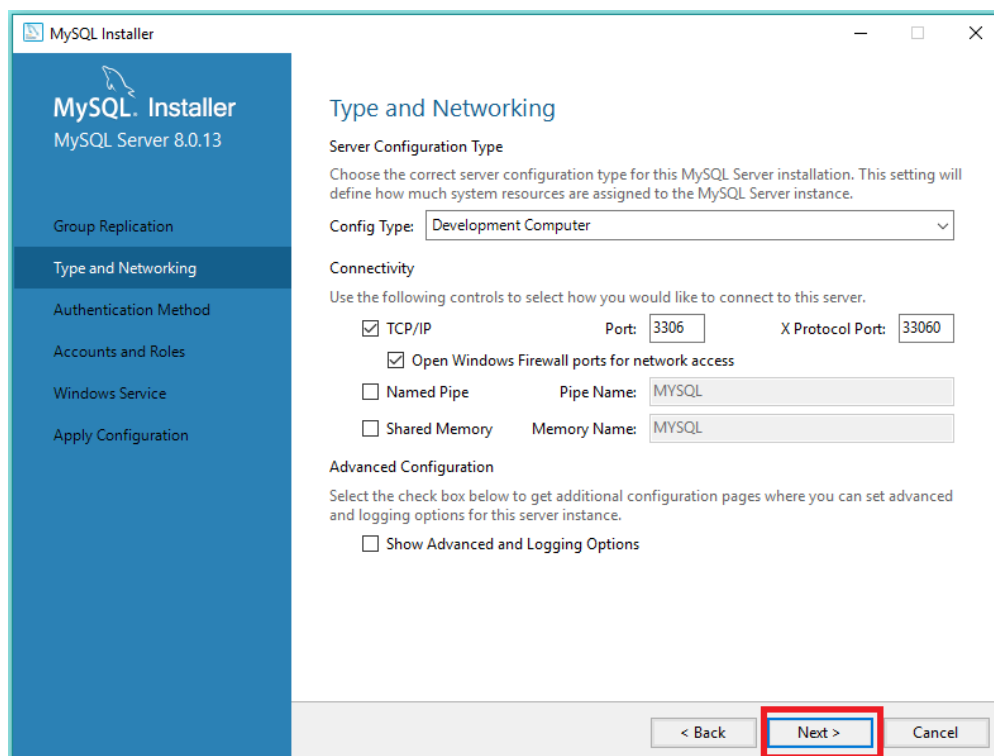 MySQL Installer
MySQL. Installer
MySQL Server 8.0.13
Group Replication
Type and Networking
Authentication Method
Accounts and Roles
Windows Service
Apply Configuration
Type and Networking
Server Configuration Type
Choose the correct server configuration type for this MySQL Server installation. This setting will
define how much system resources are assigned to the MySQL Server instance.
Config Type: Development Computer
Connectivity
Use the following controls to select how you would like to connect to this server.
TCP/IP Port: 3306 X Protocol Port: 33060
Open Windows Firewall ports for network access
Named Pipe Pipe Name: MYSQL
Shared Memory Memory Name: MYSQL
Advanced Configuration
Select the check box below to get additional configuration pages where you can set advanced
and logging options for this server instance.
Show Advanced and Logging Options
< Back Next > Cancel